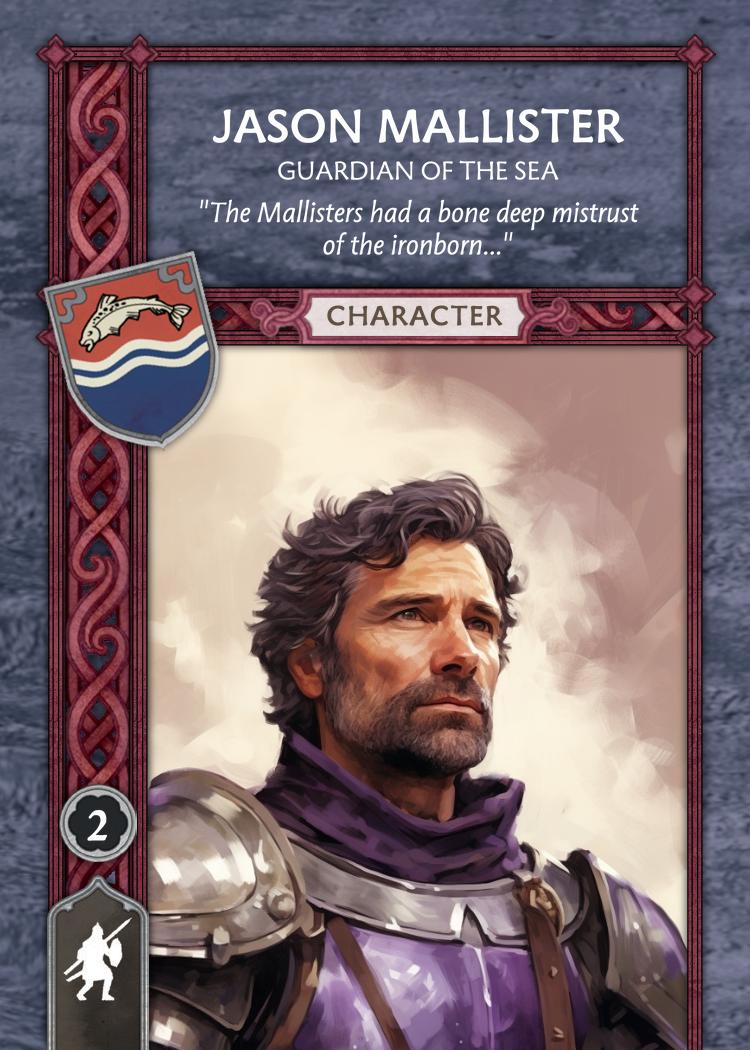 JASON MALLISTER
GUARDIAN OF THE SEA
"The Mallisters had a bone deep mistrust
of the ironborn..."
CHARACTER
2